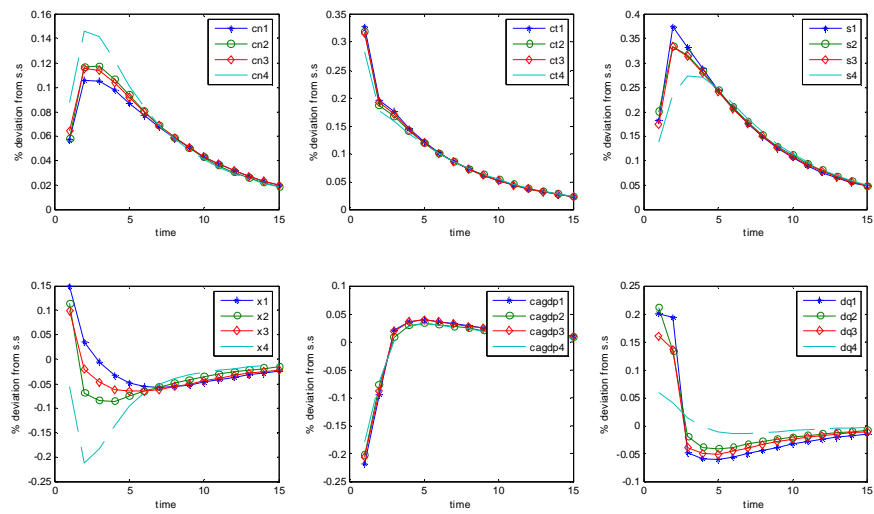 0.16
0.14
0.12
0.1
0.08
0.06
0.04
0.02
0
0 5 10 15
time
% deviation from s.s
cn1
cn2
cn3
cn4
0.35
0.3
0.25
0.2
0.15
0.1
0.05
0
0 5 10 15
time
% deviation from s.s
ct1
ct2
ct3
ct4
0.4
0.35
0.3
0.25
0.2
0.15
0.1
0.05
0
0 5 10 15
time
% deviation from s.s
s1
s2
s3
s4
0.15
0.1
0.05
0
-0.05
-0.1
-0.15
-0.2
-0.25
0 5 10 15
time
% deviation from s.s
x1
x2
x3
x4
0.1
0.05
0
-0.05
-0.1
-0.15
-0.2
-0.25
0 5 10 15
time
% deviation from s.s
cagdp1
cagdp2
cagdp3
cagdp4
0.25
0.2
0.15
0.1
0.05
0
-0.05
-0.1
0 5 10 15
time
% deviation from s.s
dq1
dq2
dq3
dq4